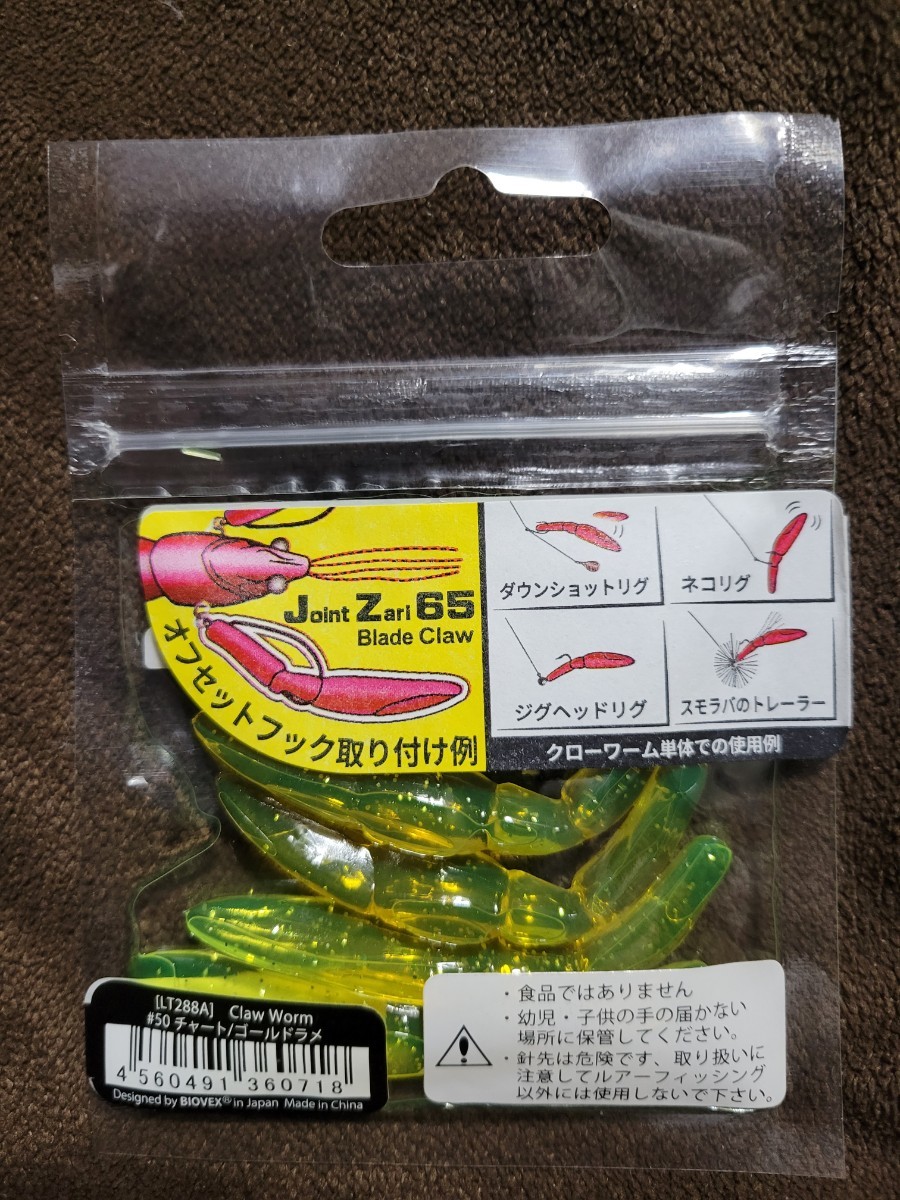 Joint Zari 65
Blade Claw
オフセットフック取り付け例
ダウンショットリグ
ネコリグ
ジグヘッドリグ
スモラバのトレーラー
クローワーム単体での使用例
[LT288A] Claw Worm
#50 チャート/ゴールドラメ
4 560491 360718
Designed by BIOVEX® in Japan Made in China
・食品ではありません
・幼児・子供の手の届かない
場所に保管してください。
・針先は危険です、取り扱いに
注意してルアーフィッシング
以外には使用しないで下さい。